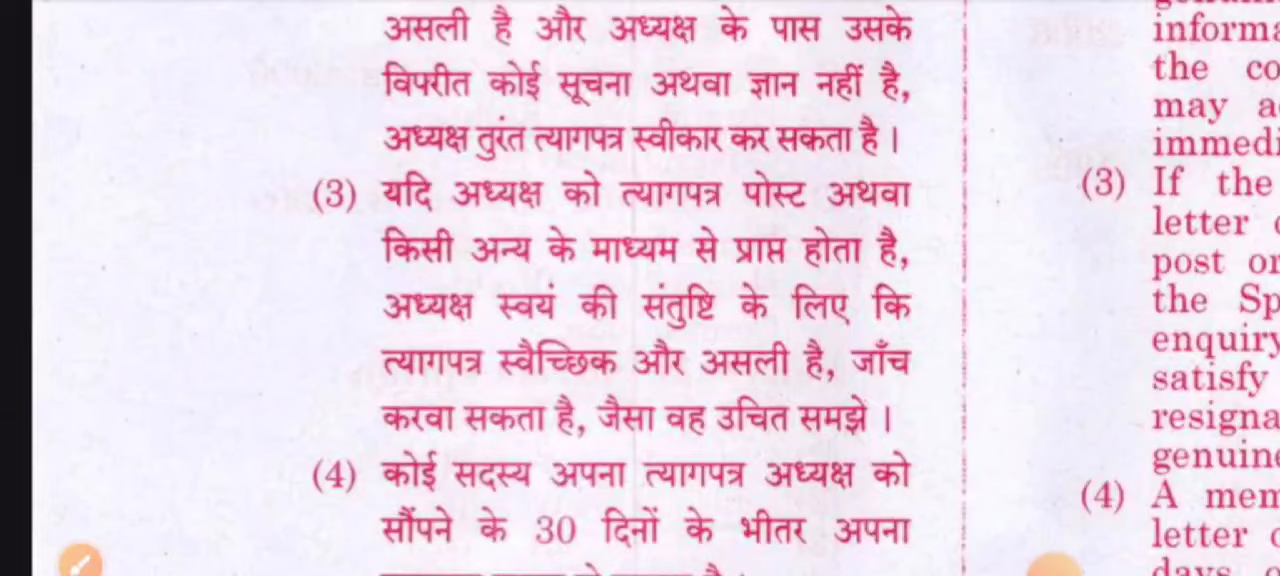 असली है और अध्यक्ष के पास उसके
विपरीत कोई सूचना अथवा ज्ञान नहीं है,
अध्यक्ष तुरंत त्यागपत्र स्वीकार कर सकता है ।
(3) यदि अध्यक्ष को त्यागपत्र पोस्ट अथवा
किसी अन्य के माध्यम से प्राप्त होता है,
अध्यक्ष स्वयं की संतुष्टि के लिए कि
त्यागपत्र स्वैच्छिक और असली है, जाँच
करवा सकता है, जैसा वह उचित समझे ।
(4) कोई सदस्य अपना त्यागपत्र अध्यक्ष को
सौंपने के 30 दिनों के भीतर अपना
informa
the co
may a
immedi
(3) If the
letter
post or
the Sp
enquiry
satisfy
resigna
genuine
(4) A mem
letter
days